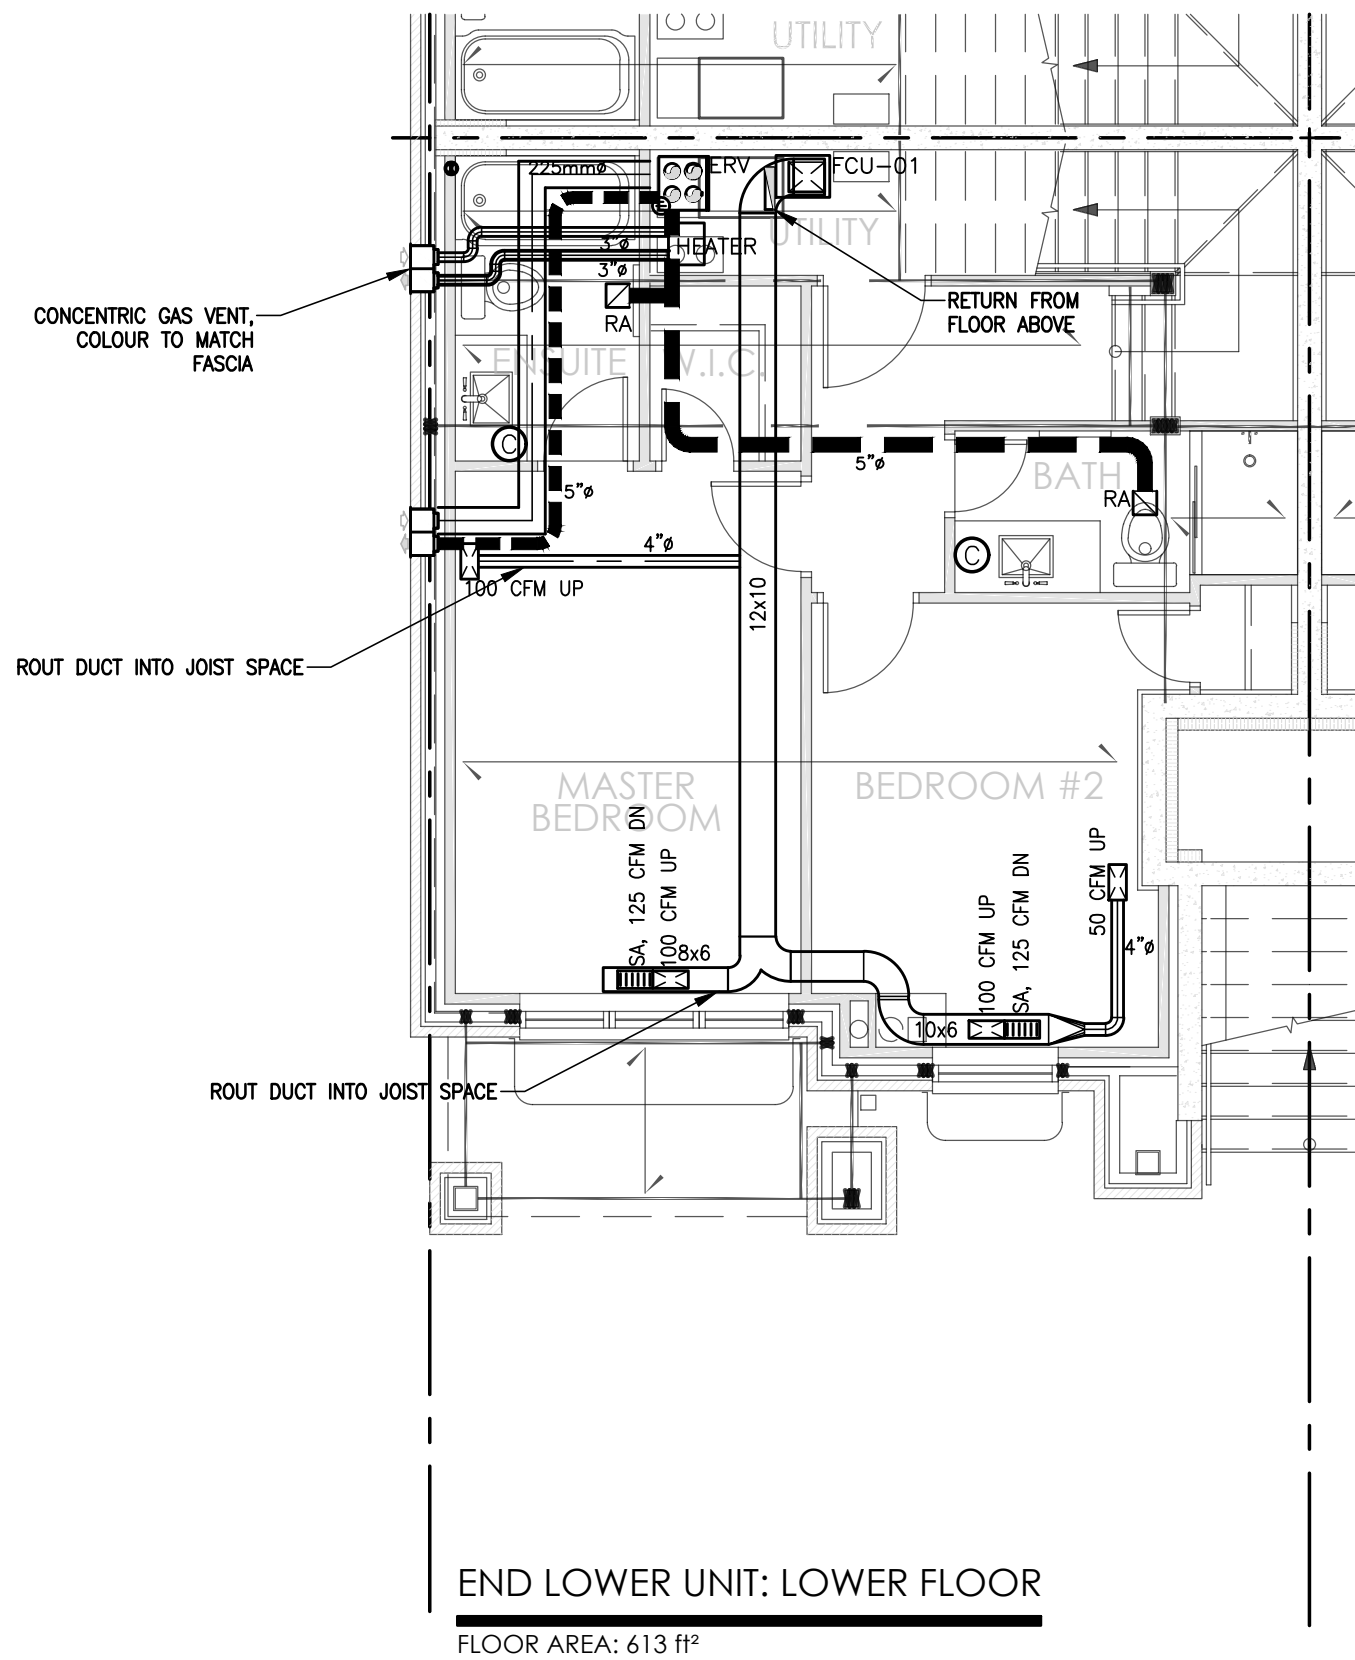 UTILITY
225mmø
ERV
FCU-01
UTILITY
3"ø
HEATER
3"ø
CONCENTRIC GAS VENT,
COLOUR TO MATCH
FASCIA
RA
RETURN FROM
FLOOR ABOVE
ENSUITE
W.I.C.
C
5"ø
5"ø
BATH
RA
4"ø
C
100 CFM UP
12x10
ROUT DUCT INTO JOIST SPACE
MASTER
BEDROOM
BEDROOM #2
SA, 125 CFM DN
100 CFM UP
8x6
100 CFM UP
SA, 125 CFM DN
50 CFM UP
4"ø
10x6
ROUT DUCT INTO JOIST SPACE
END LOWER UNIT: LOWER FLOOR
FLOOR AREA: 613 ft²